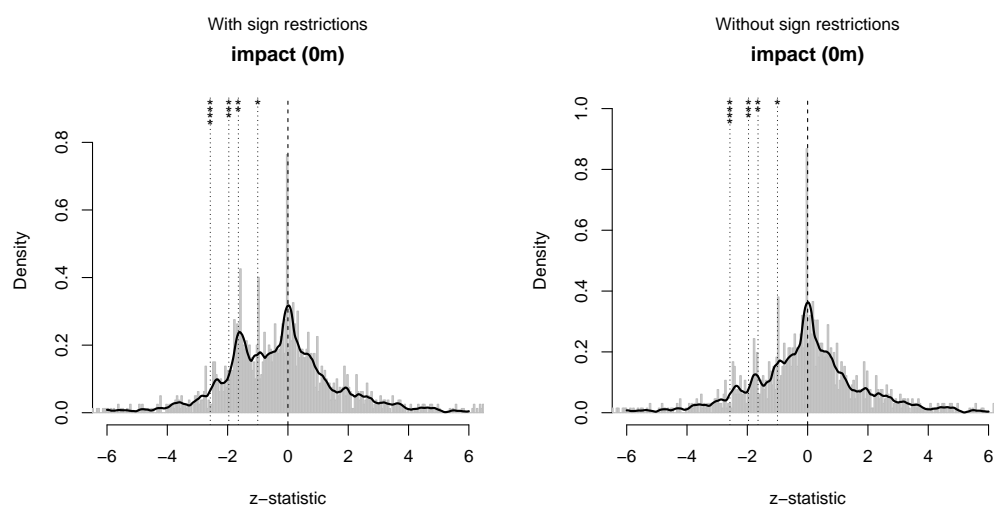 With sign restrictions
impact (0m)
****
***
**
*
Density
0.0
0.2
0.4
0.6
0.8
−6 −4 −2 0 2 4 6
z−statistic
Without sign restrictions
impact (0m)
****
***
**
*
Density
0.0
0.2
0.4
0.6
0.8
1.0
−6 −4 −2 0 2 4 6
z−statistic